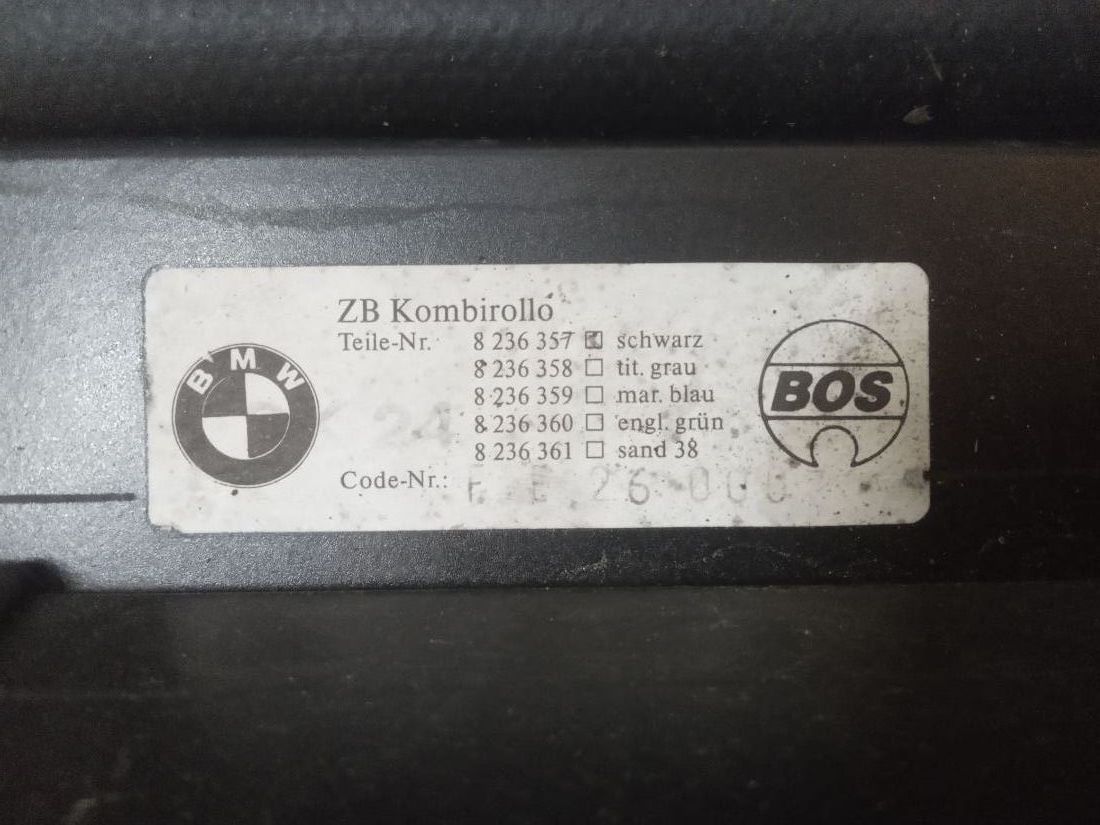 ZB Kombirollo
Teile-Nr. 8 236 357 schwarz
8 236 358 tit. grau
8 236 359 mar. blau
8 236 360 engl. grün
8 236 361 sand 38
Code-Nr.: 26
BMW
BOS